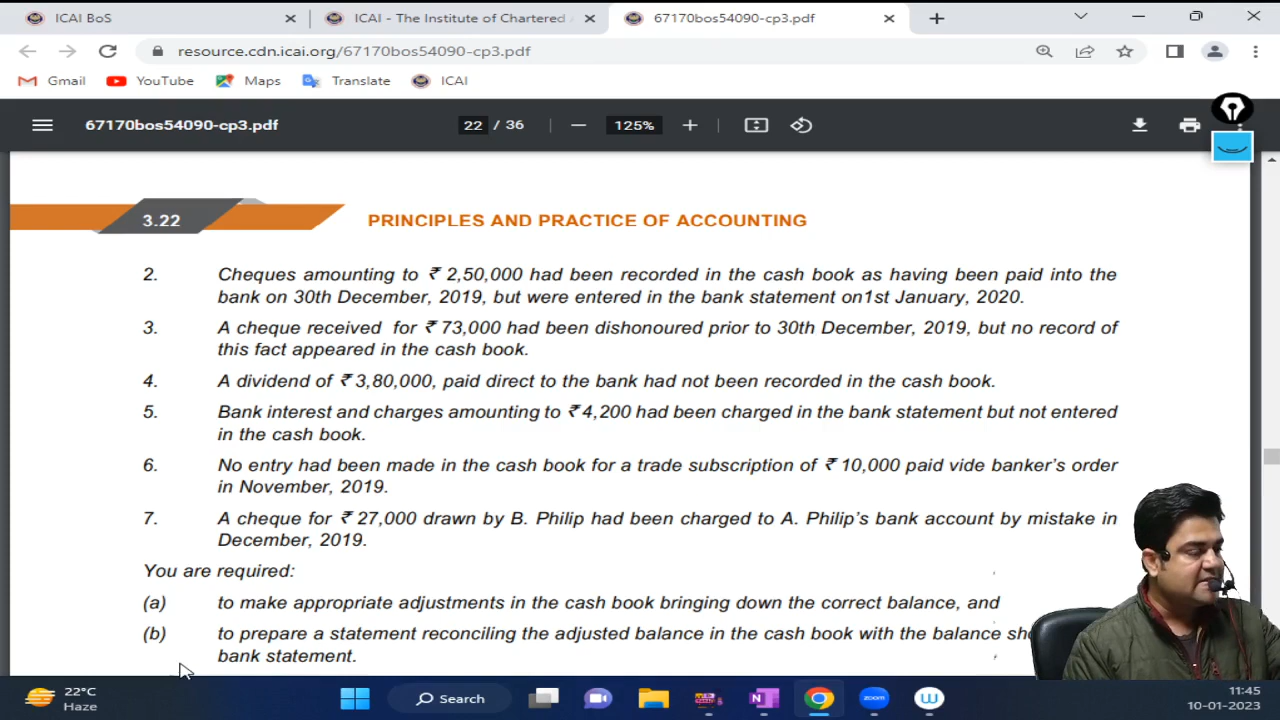 ICAI BoS
ICAI - The Institute of Chartered
67170bos54090-cp3.pdf
resource.cdn.icai.org/67170bos54090-cp3.pdf
Gmail
YouTube
Maps
Translate
ICAI
67170bos54090-cp3.pdf
22 / 36
125%
3.22
PRINCIPLES AND PRACTICE OF ACCOUNTING
2. Cheques amounting to ₹ 2,50,000 had been recorded in the cash book as having been paid into the
bank on 30th December, 2019, but were entered in the bank statement on1st January, 2020.
3. A cheque received for ₹ 73,000 had been dishonoured prior to 30th December, 2019, but no record of
this fact appeared in the cash book.
4. A dividend of ₹ 3,80,000, paid direct to the bank had not been recorded in the cash book.
5. Bank interest and charges amounting to ₹ 4,200 had been charged in the bank statement but not entered
in the cash book.
6. No entry had been made in the cash book for a trade subscription of ₹ 10,000 paid vide banker's order
in November, 2019.
7. A cheque for ₹ 27,000 drawn by B. Philip had been charged to A. Philip's bank account by mistake in
December, 2019.
You are required:
(a) to make appropriate adjustments in the cash book bringing down the correct balance, and
(b) to prepare a statement reconciling the adjusted balance in the cash book with the balance
bank statement.
22°C
Haze
Search
zoom
W
11:45
10-01-2023